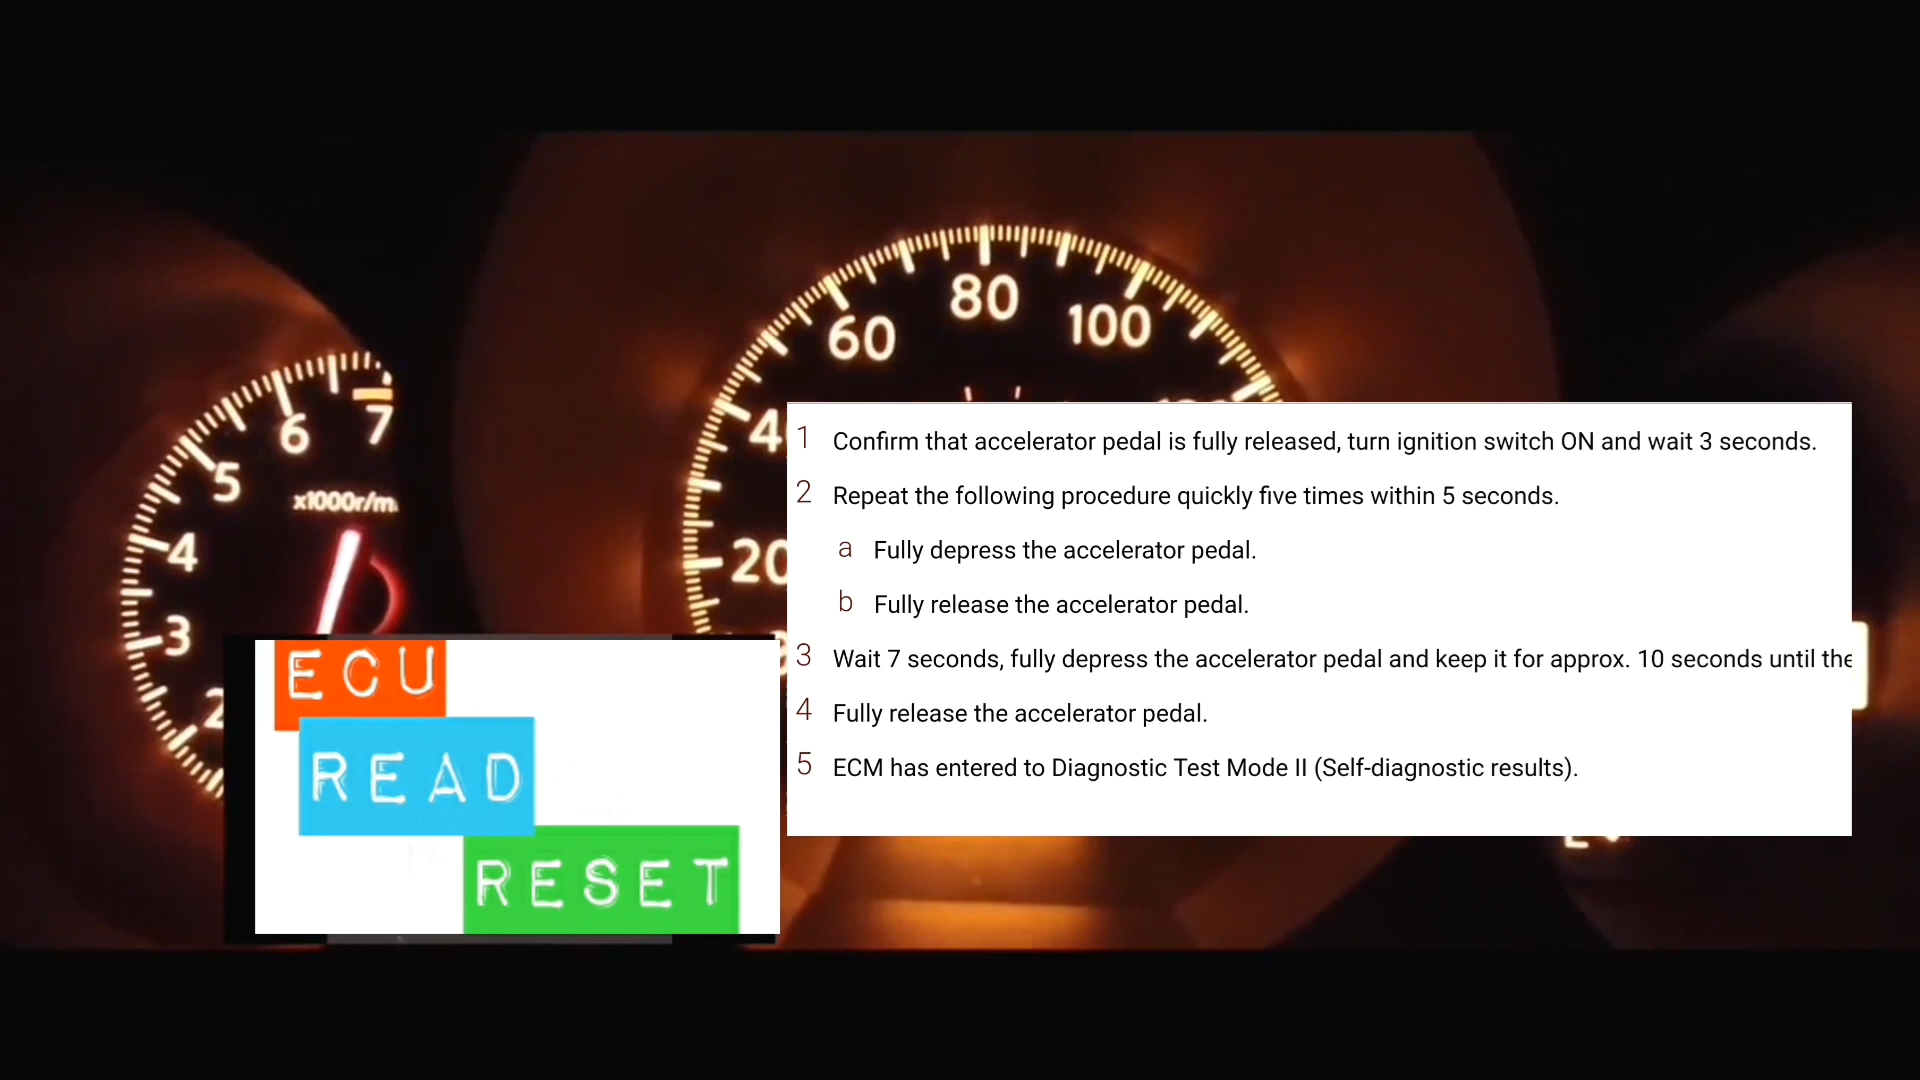 80
60
100
40
20
7
6
5
x1000r/m
4
3
2
1 Confirm that accelerator pedal is fully released, turn ignition switch ON and wait 3 seconds.
2 Repeat the following procedure quickly five times within 5 seconds.
a Fully depress the accelerator pedal.
b Fully release the accelerator pedal.
3 Wait 7 seconds, fully depress the accelerator pedal and keep it for approx. 10 seconds until the
4 Fully release the accelerator pedal.
5 ECM has entered to Diagnostic Test Mode II (Self-diagnostic results).
ECU
READ
RESET